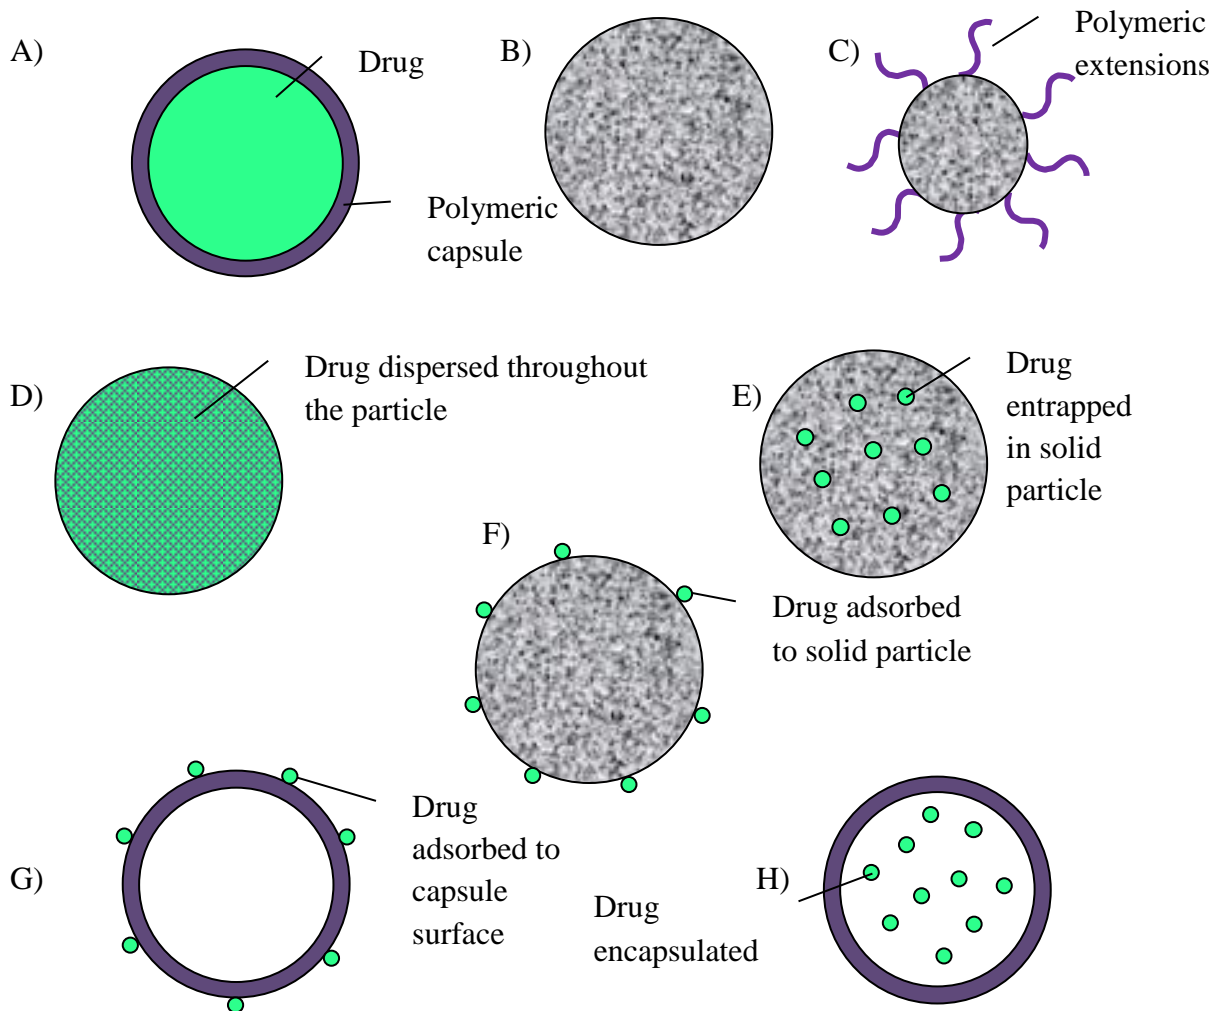 A)
Drug
Polymeric
capsule
B)
C)
Polymeric
extensions
D)
Drug dispersed throughout
the particle
E)
Drug
entrapped
in solid
particle
F)
Drug adsorbed
to solid particle
G)
Drug
adsorbed to
capsule
surface
H)
Drug
encapsulated